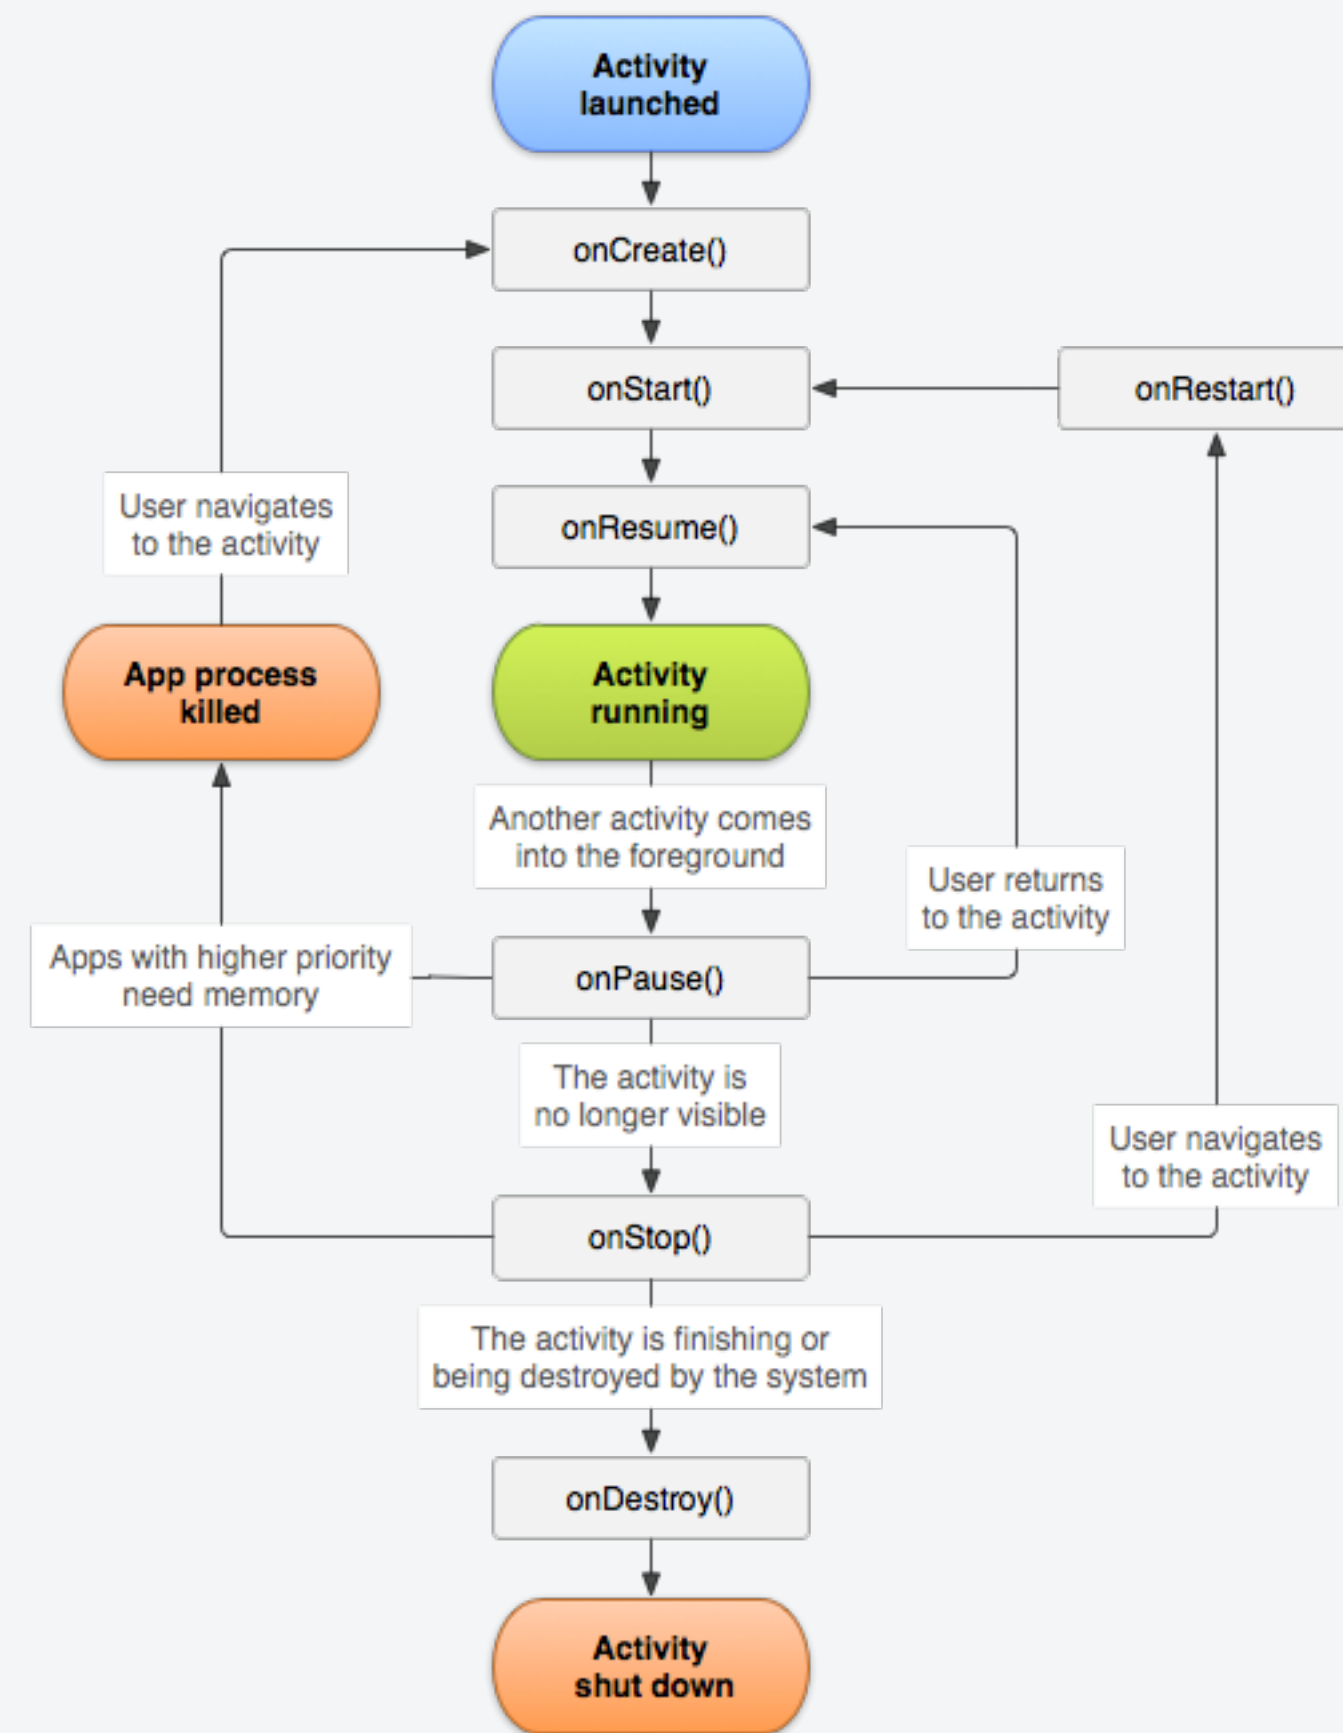 Activity
launched
onCreate()
onStart()
onRestart()
User navigates
to the activity
onResume()
App process
killed
Activity
running
Another activity comes
into the foreground
User returns
to the activity
Apps with higher priority
need memory
onPause()
The activity is
no longer visible
User navigates
to the activity
onStop()
The activity is finishing or
being destroyed by the system
onDestroy()
Activity
shut down